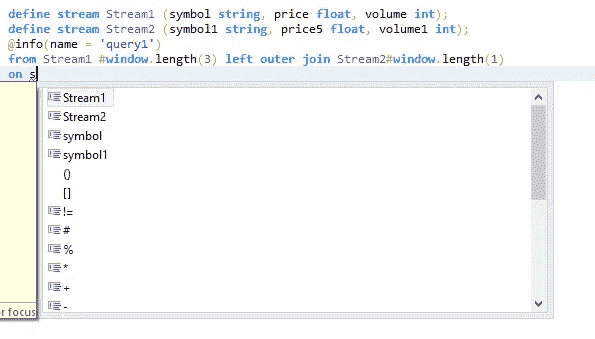 define stream Stream1 (symbol string, price float, volume int);
define stream Stream2 (symbol1 string, price5 float, volume1 int);
@info(name = 'query1')
from Stream1 #window.length(3) left outer join Stream2#window.length(1)
on s
Stream1
Stream2
symbol
symbol1
()
[]
!=
#
%
*
+
-
or focus